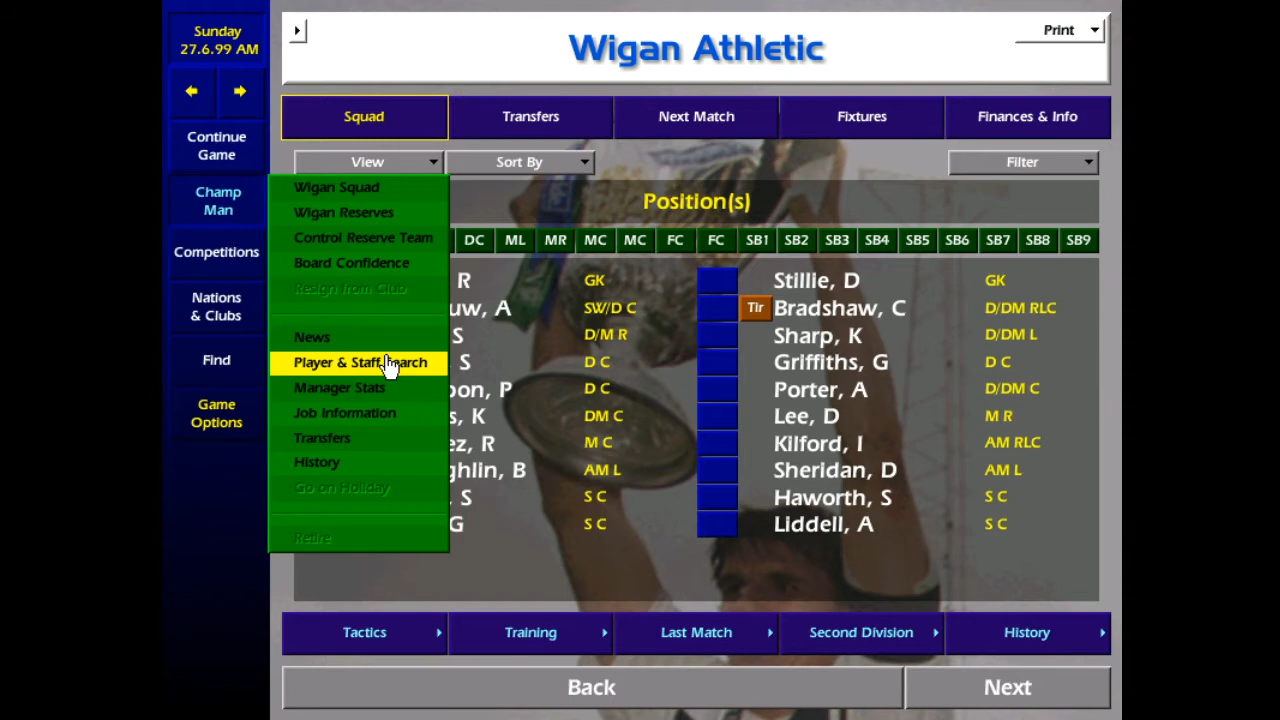 Sunday
27.6.99 AM
Continue
Game
Champ
Man
Competitions
Nations
& Clubs
Find
Game
Options
Print
Wigan Athletic
Squad
Transfers
Next Match
Fixtures
Finances & Info
View
Sort By
Filter
Wigan Squad
Wigan Reserves
Control Reserve Team
Board Confidence
Resign from Club
News
Player & Staff Search
Manager Stats
Job Information
Transfers
History
Go on Holiday
Retire
Position(s)
DC ML MR MC MC FC FC SB1 SB2 SB3 SB4 SB5 SB6 SB7 SB8 SB9
R GK Stillie, D GK
uw, A SW/D C Tir Bradshaw, C D/DM RLC
S D/M R Sharp, K D/DM L
S D C Griffiths, G D C
on, P D C Porter, A D/DM C
s, K DM C Lee, D M R
ez, R M C Kilford, I AM RLC
ghlin, B AM L Sheridan, D AM L
S S C Haworth, S S C
G S C Liddell, A S C
Tactics
Training
Last Match
Second Division
History
Back
Next